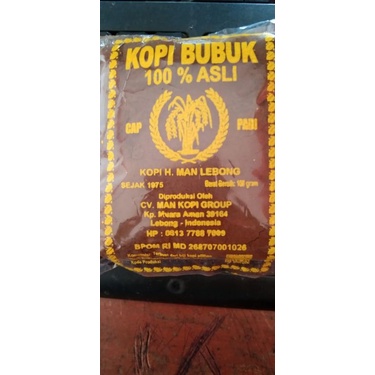 KOPI BUBUK
100 % ASLI
CAP PADI
KOPI H. MAN LEBONG
SEJAK 1975 Berat Bersih: 100 gram
Diproduksi Oleh
CV. MAN KOPI GROUP
Kp. Muara Aman 39164
Lebong - Indonesia
HP : 0813 7788 7909
BPOM RI MD 268707001026